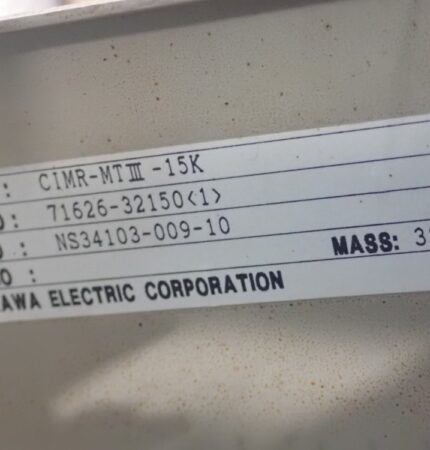 : CIMR-MTⅢ-15K
O: 71626-32150<1>
: NS34103-009-10
MASS: 3
O :
AWA ELECTRIC CORPORATION